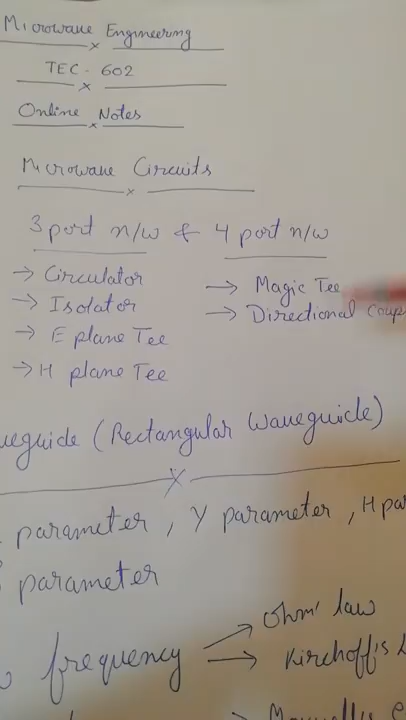 Microwave Engineering
TEC - 602
Online Notes
Microwave Circuits
3 port n/w & 4 port n/w
→ Circulator → Magic Tee
→ Isolator → Directional Coup
→ E plane Tee
→ H plane Tee
veguide (Rectangular Waveguide)
parameter, Y parameter, H pa
parameter
frequency → Ohm' law
→ Kirchoff's L